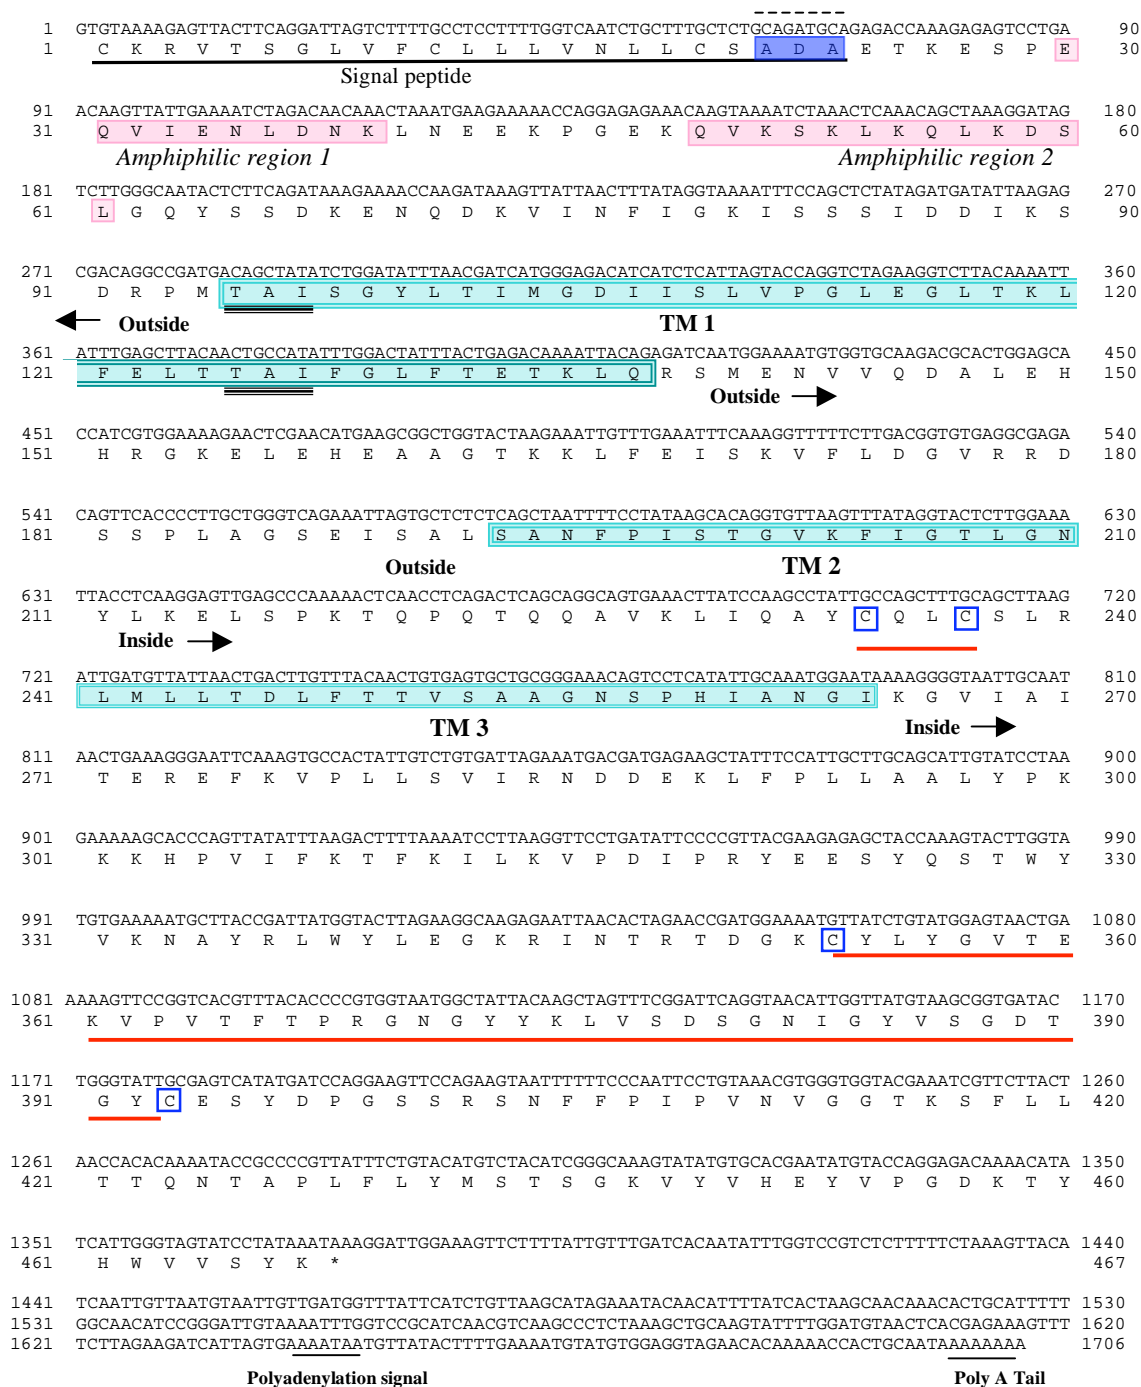 1 GTGTAAAAGAGTTACTTCAGGATTAGTCTTTTGCCTCCTTTTGGTCAATCTGCTTTGCTCTGCAGATGCAGAGACCAAAGAGAGTCCTGA 90
1 C K R V T S G L V F C L L L V N L L C S A D A E T K E S P E 30
Signal peptide
91 ACAAGTTATTGAAAATCTAGACAACAAACTAAATGAAGAAAAACCAGGAGAGAAACAAGTAAAATCTAAACTCAAACAGCTAAAGGATAG 180
31 Q V I E N L D N K L N E E K P G E K Q V K S K L K Q L K D S 60
Amphiphilic region 1 Amphiphilic region 2
181 TCTTGGGCAATACTCTTCAGATAAAGAAAACCAAGATAAAGTTATTAACTTTATAGGTAAAATTTCCAGCTCTATAGATGATATTAAGAG 270
61 L G Q Y S S D K E N Q D K V I N F I G K I S S S I D D I K S 90
271 CGACAGGCCGATGACAGCTATATCTGGATATTTAACGATCATGGGAGACATCATCTCATTAGTACCAGGTCTAGAAGGTCTTACAAAATT 360
91 D R P M T A I S G Y L T I M G D I I S L V P G L E G L T K L 120
Outside TM 1
361 ATTTGAGCTTACAACTGCCATATTTGGACTATTTACTGAGACAAAATTACAGAGATCAATGGAAAATGTGGTGCAAGACGCACTGGAGCA 450
121 F E L T T A I F G L F T E T K L Q R S M E N V V Q D A L E H 150
Outside
451 CCATCGTGGAAAAGAACTCGAACATGAAGCGGCTGGTACTAAGAAATTGTTTGAAATTTCAAAGGTTTTTCTTGACGGTGTGAGGCGAGA 540
151 H R G K E L E H E A A G T K K L F E I S K V F L D G V R R D 180
541 CAGTTCACCCCTTGCTGGGTCAGAAATTAGTGCTCTCTCAGCTAATTTTCCTATAAGCACAGGTGTTAAGTTTATAGGTACTCTTGGAAA 630
181 S S P L A G S E I S A L S A N F P I S T G V K F I G T L G N 210
Outside TM 2
631 TTACCTCAAGGAGTTGAGCCCAAAAACTCAACCTCAGACTCAGCAGGCAGTGAAACTTATCCAAGCCTATTGCCAGCTTTGCAGCTTAAG 720
211 Y L K E L S P K T Q P Q T Q Q A V K L I Q A Y C Q L C S L R 240
Inside
721 ATTGATGTTATTAACTGACTTGTTTACAACTGTGAGTGCTGCGGGAAACAGTCCTCATATTGCAAATGGAATAAAAGGGGTAATTGCAAT 810
241 L M L L T D L F T T V S A A G N S P H I A N G I K G V I A I 270
TM 3 Inside
811 AACTGAAAGGGAATTCAAAGTGCCACTATTGTCTGTGATTAGAAATGACGATGAGAAGCTATTTCCATTGCTTGCAGCATTGTATCCTAA 900
271 T E R E F K V P L L S V I R N D D E K L F P L L A A L Y P K 300
901 GAAAAAGCACCCAGTTATATTTAAGACTTTTAAAATCCTTAAGGTTCCTGATATTCCCCGTTACGAAGAGAGCTACCAAAGTACTTGGTA 990
301 K K H P V I F K T F K I L K V P D I P R Y E E S Y Q S T W Y 330
991 TGTGAAAAATGCTTACCGATTATGGTACTTAGAAGGCAAGAGAATTAACACTAGAACCGATGGAAAATGTTATCTGTATGGAGTAACTGA 1080
331 V K N A Y R L W Y L E G K R I N T R T D G K C Y L Y G V T E 360
1081 AAAAGTTCCGGTCACGTTTACACCCCGTGGTAATGGCTATTACAAGCTAGTTTCGGATTCAGGTAACATTGGTTATGTAAGCGGTGATAC 1170
361 K V P V T F T P R G N G Y Y K L V S D S G N I G Y V S G D T 390
1171 TGGGTATTGCGAGTCATATGATCCAGGAAGTTCCAGAAGTAATTTTTTCCCAATTCCTGTAAACGTGGGTGGTACGAAATCGTTCTTACT 1260
391 G Y C E S Y D P G S S R S N F F P I P V N V G G T K S F L L 420
1261 AACCACACAAAATACCGCCCCGTTATTTCTGTACATGTCTACATCGGGCAAAGTATATGTGCACGAATATGTACCAGGAGACAAAACATA 1350
421 T T Q N T A P L F L Y M S T S G K V Y V H E Y V P G D K T Y 460
1351 TCATTGGGTAGTATCCTATAAATAAAGGATTGGAAAGTTCTTTTATTGTTTGATCACAATATTTGGTCCGTCTCTTTTTCTAAAGTTACA 1440
461 H W V V S Y K * 467
1441 TCAATTGTTAATGTAATTGTTGATGGTTTATTCATCTGTTAAGCATAGAAATACAACATTTTATCACTAAGCAACAAACACTGCATTTTT 1530
1531 GGCAACATCCGGGATTGTAAAATTTGGTCCGCATCAACGTCAAGCCCTCTAAAGCTGCAAGTATTTTGGATGTAACTCACGAGAAAGTTT 1620
1621 TCTTAGAAGATCATTAGTGAAAATAATGTTATACTTTTGAAAATGTATGTGGAGGTAGAACACAAAAACCACTGCAATAAAAAAAA 1706
Polyadenylation signal Poly A Tail